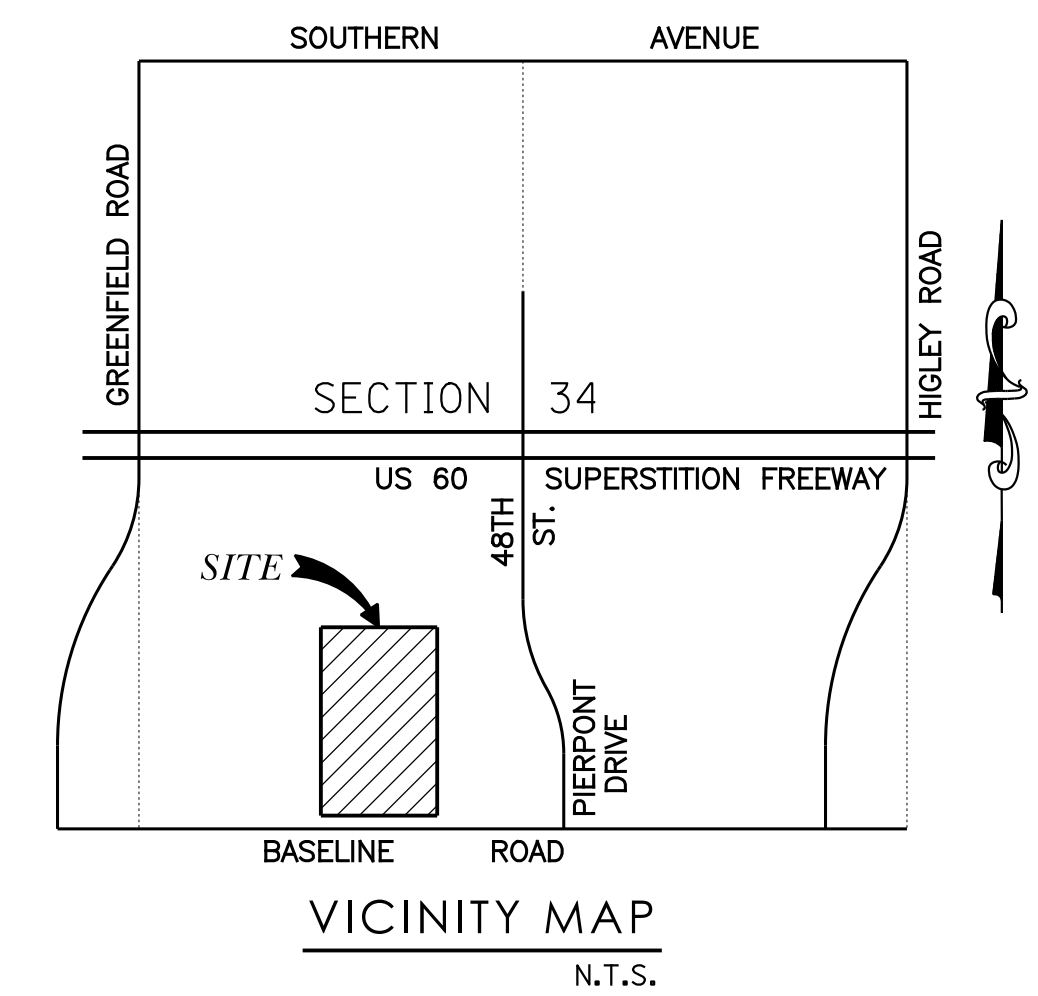 SOUTHERN AVENUE
GREENFIELD ROAD
HIGLEY ROAD
SECTION 34
US 60 SUPERSTITION FREEWAY
48TH ST.
SITE
PIERPONT
DRIVE
BASELINE ROAD
VICINITY MAP
N.T.S.